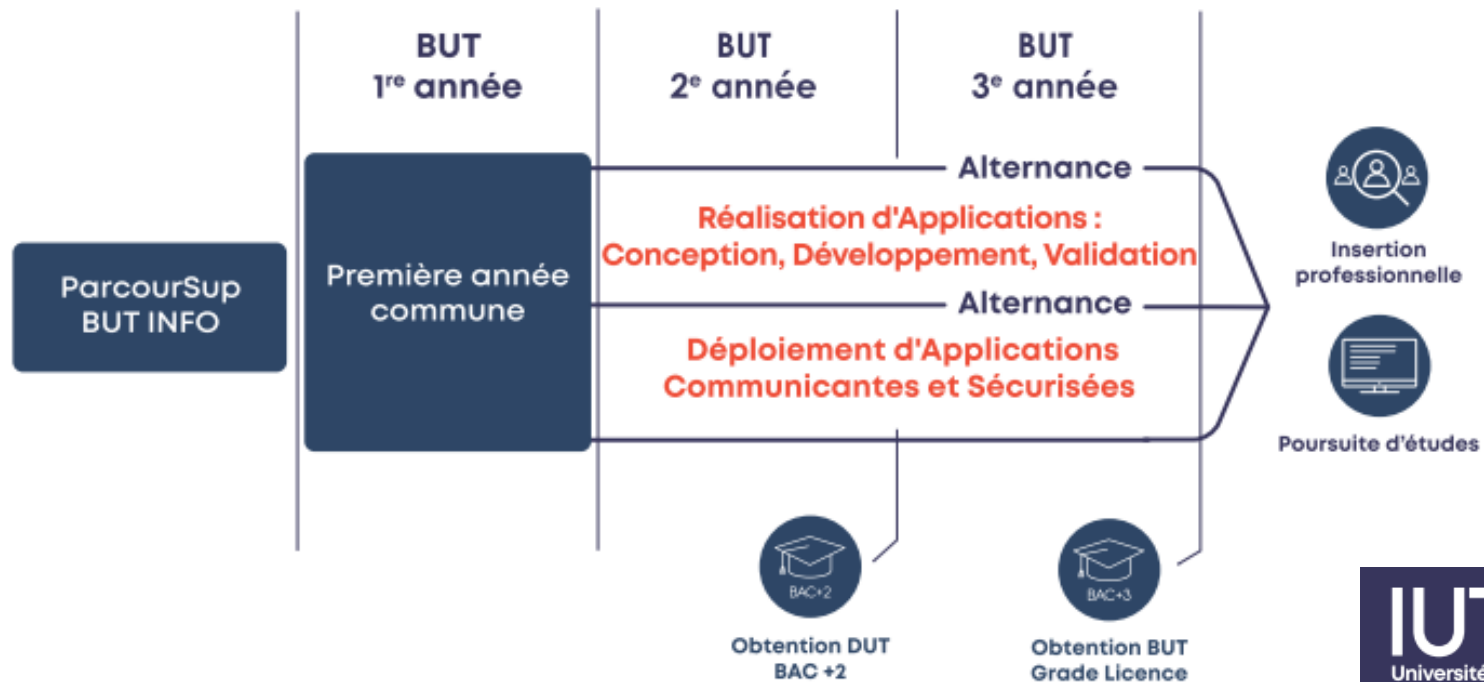 BUT
1re année
BUT
2e année
BUT
3e année
ParcourSup
BUT INFO
Première année
commune
Alternance
Réalisation d'Applications :
Conception, Développement, Validation
Alternance
Déploiement d'Applications
Communicantes et Sécurisées
Insertion
professionnelle
Poursuite d'études
BAC+2
Obtention DUT
BAC +2
BAC+3
Obtention BUT
Grade Licence
IUT
Université